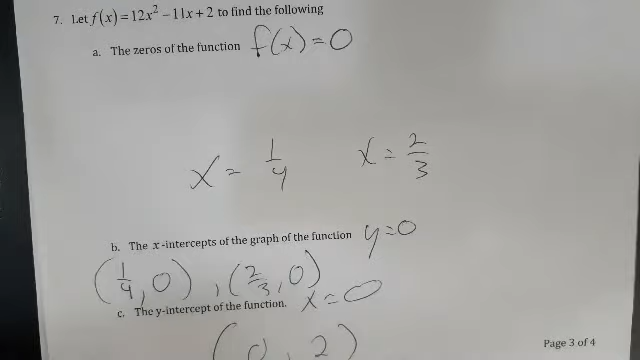 7. Let f(x) = 12x² − 11x + 2 to find the following
a. The zeros of the function f(x) = 0
x = 1/4 x = 2/3
b. The x-intercepts of the graph of the function y = 0
(1/4, 0), (2/3, 0)
c. The y-intercept of the function. x = 0
(0, 2)
Page 3 of 4